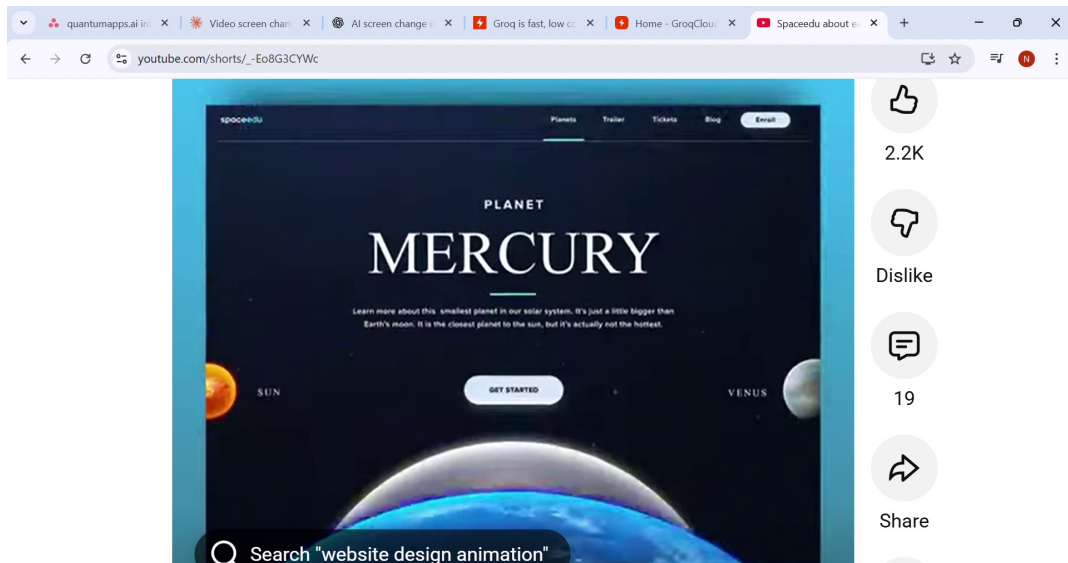 quantumapps.ai in
Video screen chan
AI screen change d
Groq is fast, low co
Home - GroqCloud
Spaceedu about ea
youtube.com/shorts/_-Eo8G3CYWc
N
spaceedu
Planets Trailer Tickets Blog Enroll
PLANET
MERCURY
Learn more about this smallest planet in our solar system. It's just a little bigger than
Earth's moon. It is the closest planet to the sun, but it's actually not the hottest.
SUN
GET STARTED
VENUS
Search "website design animation"
2.2K
Dislike
19
Share